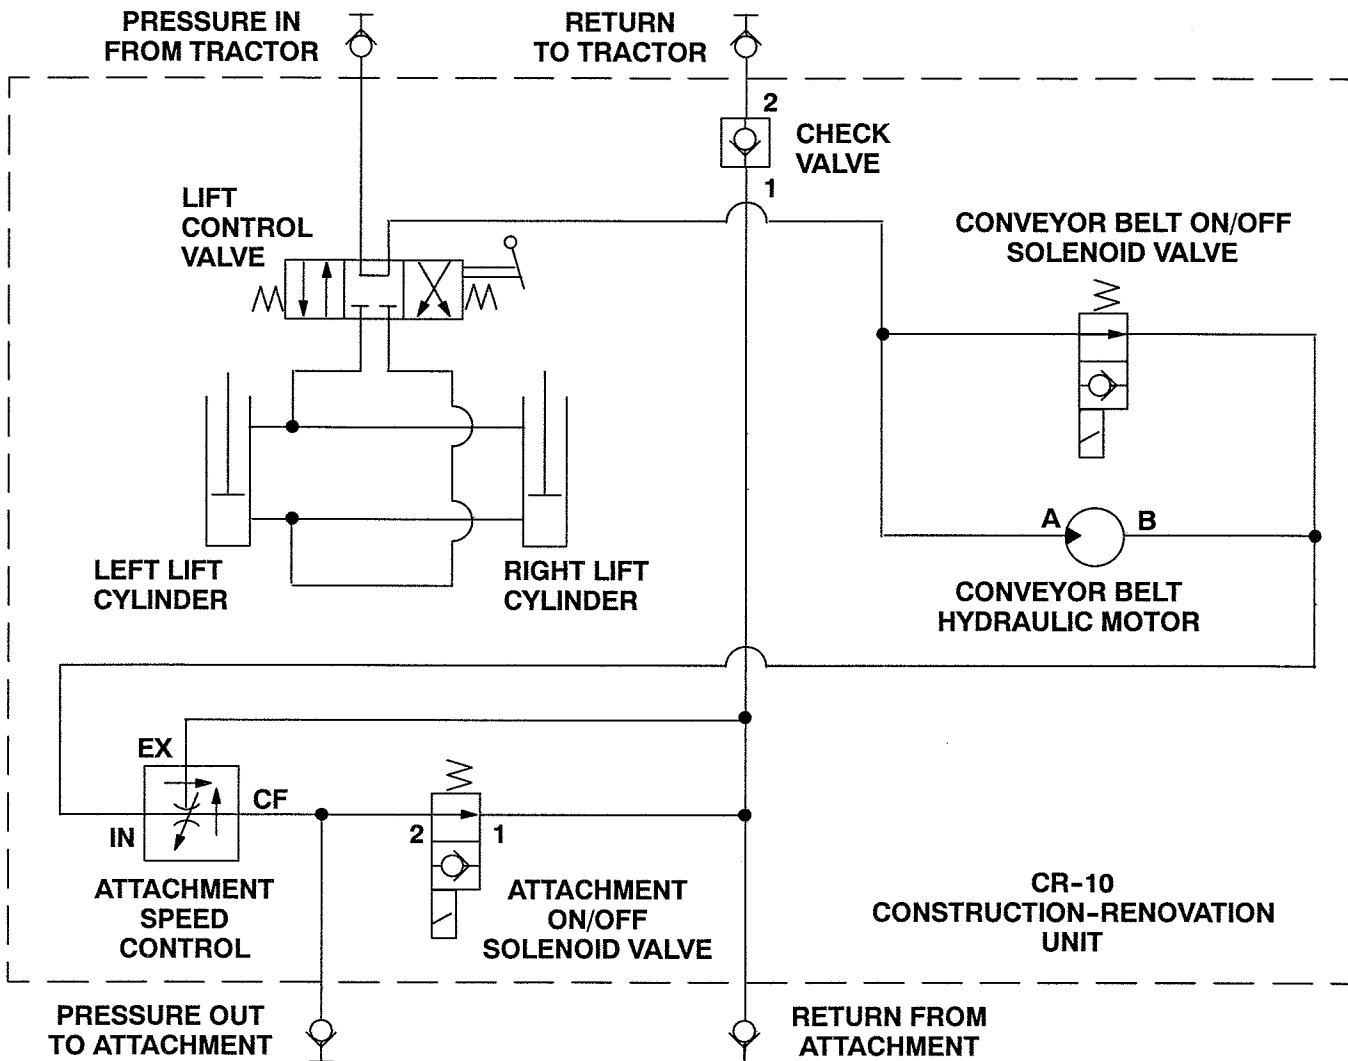 PRESSURE IN
FROM TRACTOR
RETURN
TO TRACTOR
2
CHECK
VALVE
1
LIFT
CONTROL
VALVE
CONVEYOR BELT ON/OFF
SOLENOID VALVE
A
B
LEFT LIFT
CYLINDER
RIGHT LIFT
CYLINDER
CONVEYOR BELT
HYDRAULIC MOTOR
EX
CF
IN
2
1
ATTACHMENT
SPEED
CONTROL
ATTACHMENT
ON/OFF
SOLENOID VALVE
CR-10
CONSTRUCTION-RENOVATION
UNIT
PRESSURE OUT
TO ATTACHMENT
RETURN FROM
ATTACHMENT